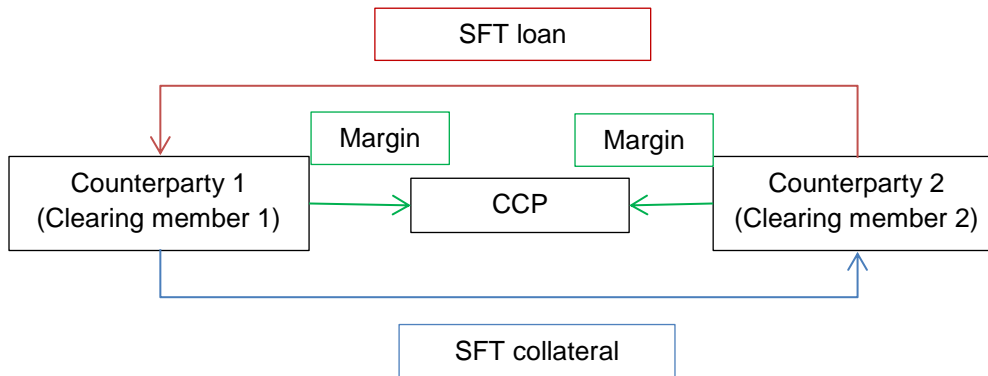 SFT loan
Margin
Margin
Counterparty 1
(Clearing member 1)
CCP
Counterparty 2
(Clearing member 2)
SFT collateral